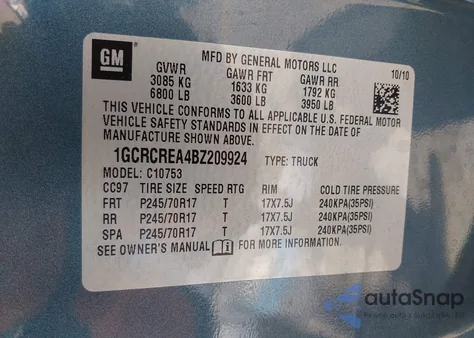 GM
MFD BY GENERAL MOTORS LLC
10/10
GVWR GAWR FRT GAWR RR
3085 KG 1633 KG 1792 KG
6800 LB 3600 LB 3950 LB
THIS VEHICLE CONFORMS TO ALL APPLICABLE U.S. FEDERAL MOTOR
VEHICLE SAFETY STANDARDS IN EFFECT ON THE DATE OF
MANUFACTURE SHOWN ABOVE.
1GCRCREA4BZ209924 TYPE: TRUCK
MODEL: C10753
CC97 TIRE SIZE SPEED RTG RIM COLD TIRE PRESSURE
FRT P245/70R17 T 17X7.5J 240KPA(35PSI)
RR P245/70R17 T 17X7.5J 240KPA(35PSI)
SPA P245/70R17 T 17X7.5J 240KPA(35PSI)
SEE OWNER'S MANUAL FOR MORE INFORMATION.
autaSnap